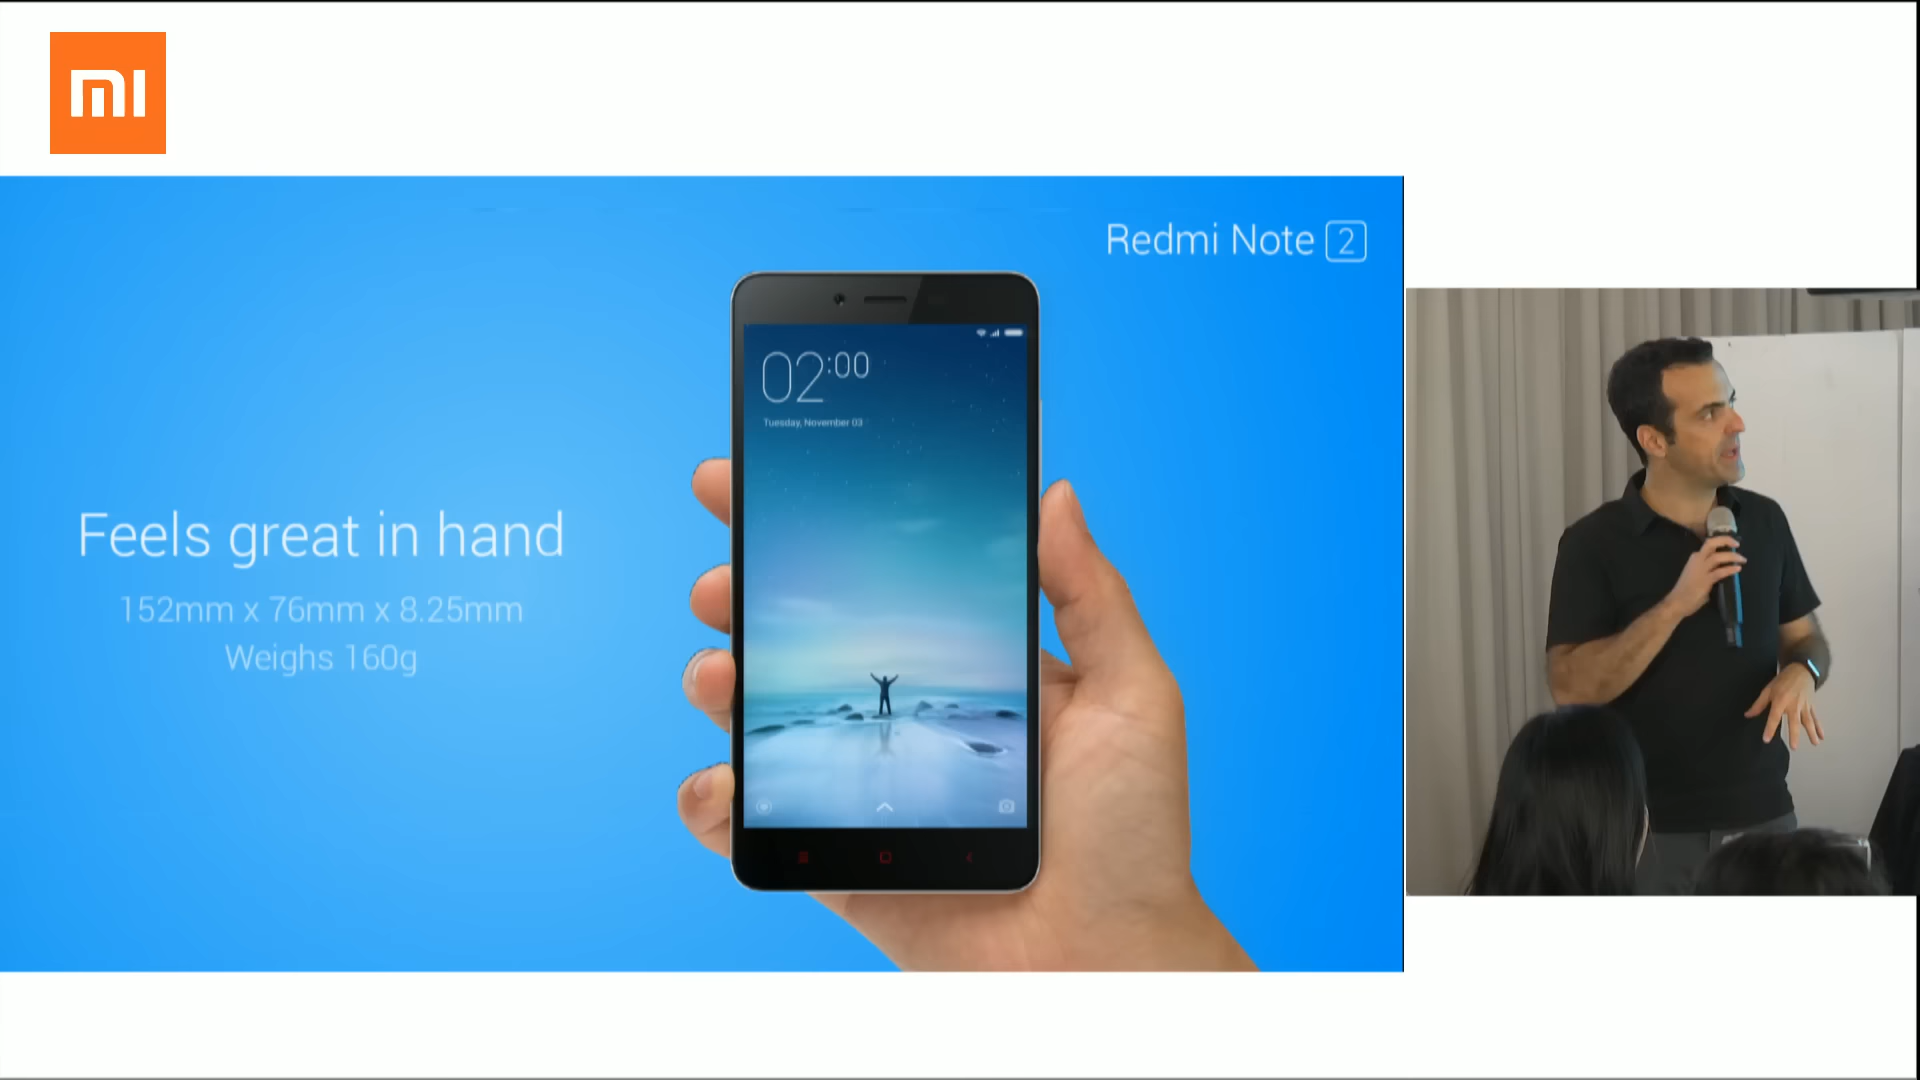 mi
Redmi Note 2
02:00
Tuesday, November 03
Feels great in hand
152mm x 76mm x 8.25mm
Weighs 160g